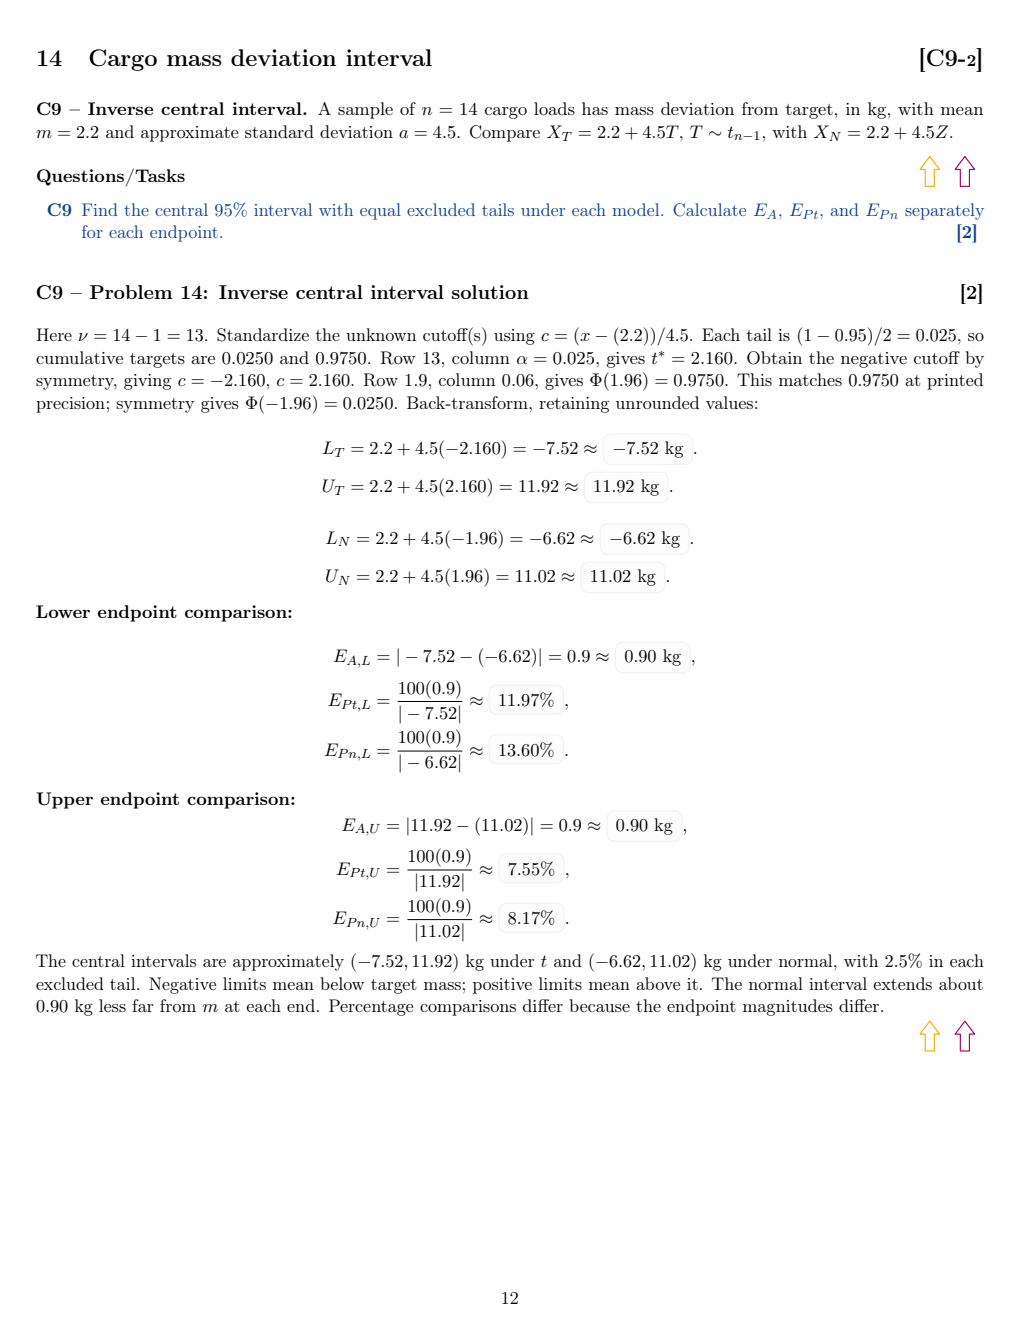 14 Cargo mass deviation interval [C9-2]
C9 – Inverse central interval. A sample of n = 14 cargo loads has mass deviation from target, in kg, with mean
m = 2.2 and approximate standard deviation a = 4.5. Compare X_T = 2.2 + 4.5T, T ∼ t_{n−1}, with X_N = 2.2 + 4.5Z.
Questions/Tasks
C9 Find the central 95% interval with equal excluded tails under each model. Calculate E_A, E_{Pt}, and E_{Pn} separately
for each endpoint. [2]
C9 – Problem 14: Inverse central interval solution [2]
Here ν = 14 − 1 = 13. Standardize the unknown cutoff(s) using c = (x − (2.2))/4.5. Each tail is (1 − 0.95)/2 = 0.025, so
cumulative targets are 0.0250 and 0.9750. Row 13, column α = 0.025, gives t* = 2.160. Obtain the negative cutoff by
symmetry, giving c = −2.160, c = 2.160. Row 1.9, column 0.06, gives Φ(1.96) = 0.9750. This matches 0.9750 at printed
precision; symmetry gives Φ(−1.96) = 0.0250. Back-transform, retaining unrounded values:
L_T = 2.2 + 4.5(−2.160) = −7.52 ≈ −7.52 kg .
U_T = 2.2 + 4.5(2.160) = 11.92 ≈ 11.92 kg .
L_N = 2.2 + 4.5(−1.96) = −6.62 ≈ −6.62 kg .
U_N = 2.2 + 4.5(1.96) = 11.02 ≈ 11.02 kg .
Lower endpoint comparison:
E_{A,L} = | − 7.52 − (−6.62)| = 0.9 ≈ 0.90 kg ,
E_{Pt,L} = 100(0.9) / | − 7.52| ≈ 11.97% ,
E_{Pn,L} = 100(0.9) / | − 6.62| ≈ 13.60% .
Upper endpoint comparison:
E_{A,U} = |11.92 − (11.02)| = 0.9 ≈ 0.90 kg ,
E_{Pt,U} = 100(0.9) / |11.92| ≈ 7.55% ,
E_{Pn,U} = 100(0.9) / |11.02| ≈ 8.17% .
The central intervals are approximately (−7.52, 11.92) kg under t and (−6.62, 11.02) kg under normal, with 2.5% in each
excluded tail. Negative limits mean below target mass; positive limits mean above it. The normal interval extends about
0.90 kg less far from m at each end. Percentage comparisons differ because the endpoint magnitudes differ.
12